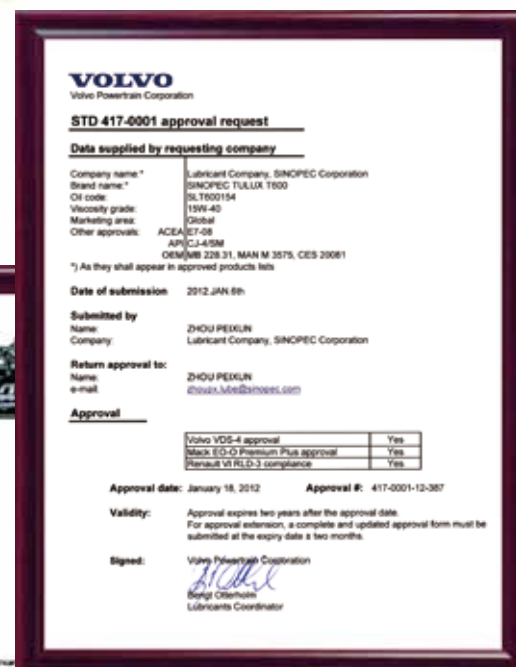 VOLVO
Volvo Powertrain Corporation
STD 417-0001 approval request
Data supplied by requesting company
Company name:* Lubricant Company, SINOPEC Corporation
Brand name:* SINOPEC TULUX T600
Oil code: SLT600154
Viscosity grade: 15W-40
Marketing area: Global
Other approvals: ACEA E7-08
API CJ-4/SM
OEM MB 228.31, MAN M 3575, CES 20081
*) As they shall appear in approved products lists
Date of submission 2012.JAN.6th
Submitted by
Name: ZHOU PEIXUN
Company: Lubricant Company, SINOPEC Corporation
Return approval to:
Name: ZHOU PEIXUN
e-mail: zhoupx.lube@sinopec.com
Approval
Volvo VDS-4 approval Yes
Mack EO-O Premium Plus approval Yes
Renault VI RLD-3 compliance Yes
Approval date: January 18, 2012 Approval #: 417-0001-12-387
Validity: Approval expires two years after the approval date.
For approval extension, a complete and updated approval form must be
submitted at the expiry date ± two months.
Signed: Volvo Powertrain Corporation
Bengt Otterholm
Lubricants Coordinator